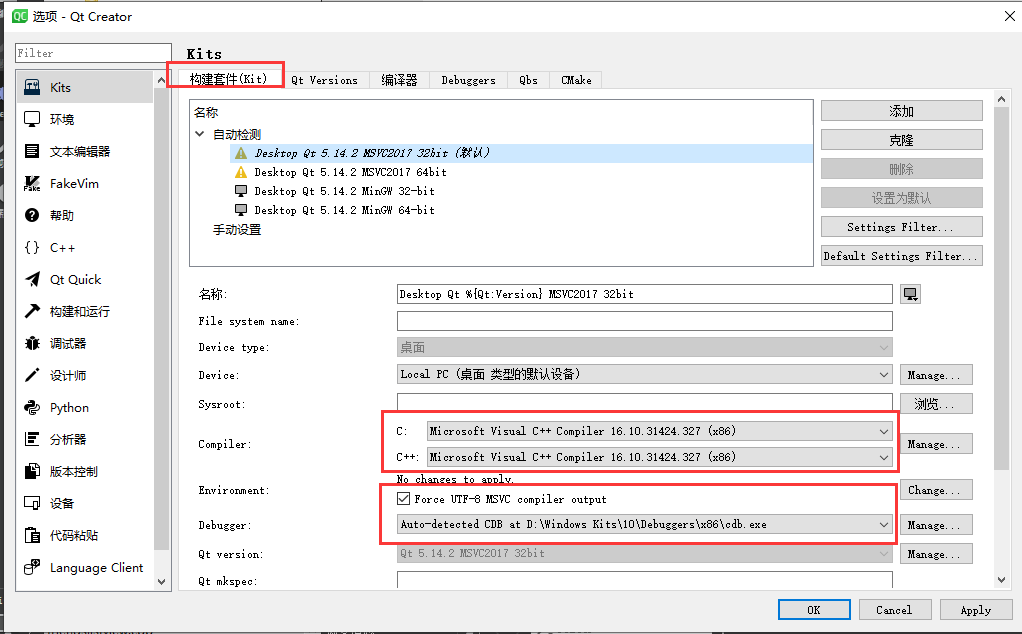 QC 选项 - Qt Creator
Filter
Kits
环境
文本编辑器
FakeVim
帮助
C++
Qt Quick
构建和运行
调试器
设计师
Python
分析器
版本控制
设备
代码粘贴
Language Client
Kits
构建套件(Kit) Qt Versions 编译器 Debuggers Qbs CMake
名称
自动检测
Desktop Qt 5.14.2 MSVC2017 32bit (默认)
Desktop Qt 5.14.2 MSVC2017 64bit
Desktop Qt 5.14.2 MinGW 32-bit
Desktop Qt 5.14.2 MinGW 64-bit
手动设置
添加
克隆
删除
设置为默认
Settings Filter...
Default Settings Filter...
名称: Desktop Qt %{Qt:Version} MSVC2017 32bit
File system name:
Device type: 桌面
Device: Local PC (桌面 类型的默认设备) Manage...
Sysroot: 浏览...
Compiler: C: Microsoft Visual C++ Compiler 16.10.31424.327 (x86)
C++: Microsoft Visual C++ Compiler 16.10.31424.327 (x86) Manage...
Environment: No changes to apply. Change...
Force UTF-8 MSVC compiler output
Debugger: Auto-detected CDB at D:\Windows Kits\10\Debuggers\x86\cdb.exe Manage...
Qt version: Qt 5.14.2 MSVC2017 32bit Manage...
Qt mkspec:
OK Cancel Apply